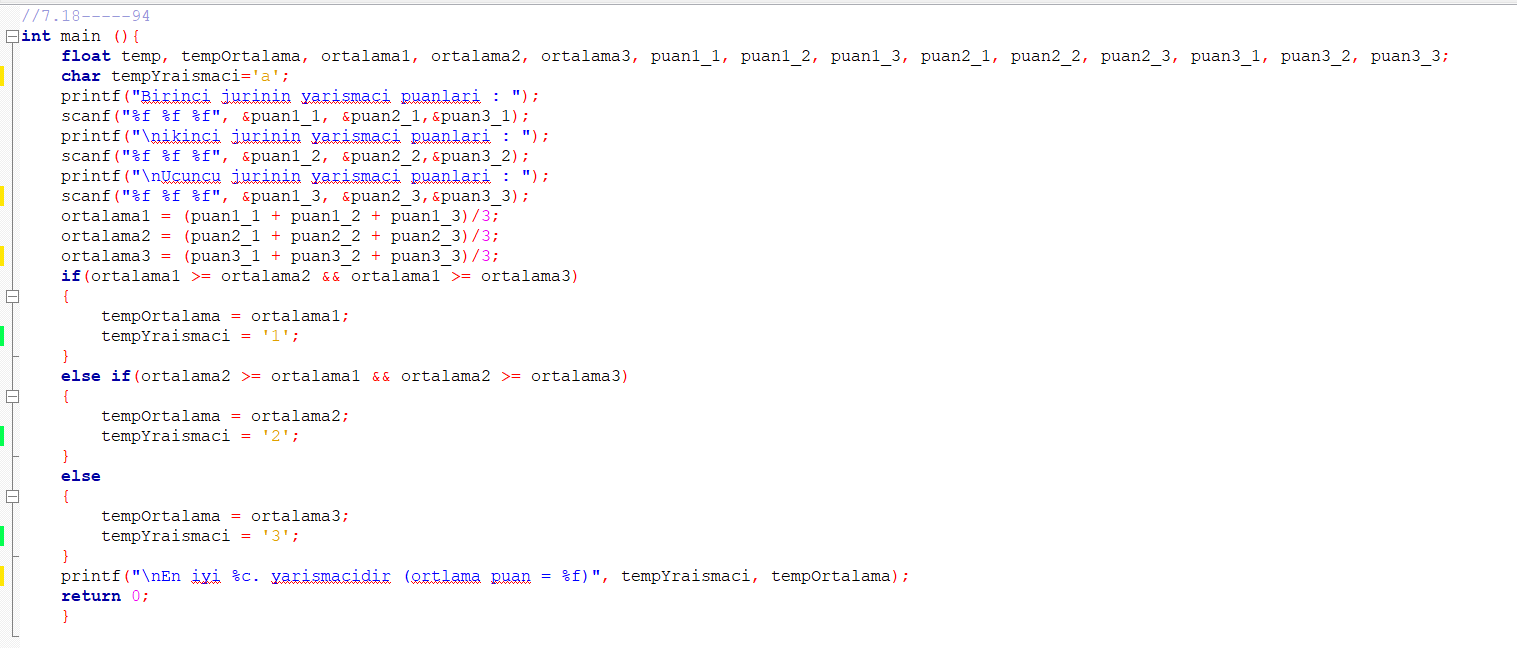 //7.18-----94
int main (){
    float temp, tempOrtalama, ortalama1, ortalama2, ortalama3, puan1_1, puan1_2, puan1_3, puan2_1, puan2_2, puan2_3, puan3_1, puan3_2, puan3_3;
    char tempYraismaci='a';
    printf("Birinci jurinin yarismaci puanlari : ");
    scanf("%f %f %f", &puan1_1, &puan2_1,&puan3_1);
    printf("\nikinci jurinin yarismaci puanlari : ");
    scanf("%f %f %f", &puan1_2, &puan2_2,&puan3_2);
    printf("\nUcuncu jurinin yarismaci puanlari : ");
    scanf("%f %f %f", &puan1_3, &puan2_3,&puan3_3);
    ortalama1 = (puan1_1 + puan1_2 + puan1_3)/3;
    ortalama2 = (puan2_1 + puan2_2 + puan2_3)/3;
    ortalama3 = (puan3_1 + puan3_2 + puan3_3)/3;
    if(ortalama1 >= ortalama2 && ortalama1 >= ortalama3)
    {
        tempOrtalama = ortalama1;
        tempYraismaci = '1';
    }
    else if(ortalama2 >= ortalama1 && ortalama2 >= ortalama3)
    {
        tempOrtalama = ortalama2;
        tempYraismaci = '2';
    }
    else
    {
        tempOrtalama = ortalama3;
        tempYraismaci = '3';
    }
    printf("\nEn iyi %c. yarismacidir (ortlama puan = %f)", tempYraismaci, tempOrtalama);
    return 0;
    }